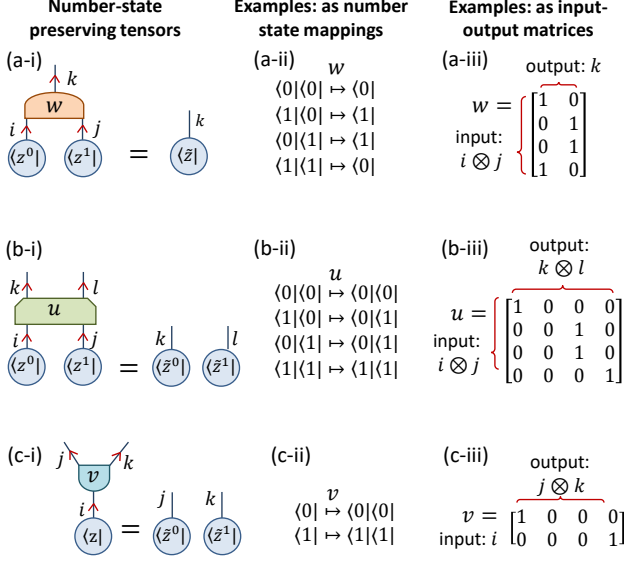 Number-state preserving tensors
Examples: as number state mappings
Examples: as input-output matrices
(a-i)
k
w
i
j
⟨z⁰|
⟨z¹|
=
k
⟨z̃|
(a-ii)
w
⟨0|⟨0| ↦ ⟨0|
⟨1|⟨0| ↦ ⟨1|
⟨0|⟨1| ↦ ⟨1|
⟨1|⟨1| ↦ ⟨0|
(a-iii)
output: k
w =
input:
i ⊗ j
1 0
0 1
0 1
1 0
(b-i)
k
l
u
i
j
⟨z⁰|
⟨z¹|
=
k
l
⟨z̃⁰|
⟨z̃¹|
(b-ii)
u
⟨0|⟨0| ↦ ⟨0|⟨0|
⟨1|⟨0| ↦ ⟨0|⟨1|
⟨0|⟨1| ↦ ⟨0|⟨1|
⟨1|⟨1| ↦ ⟨1|⟨1|
(b-iii)
output:
k ⊗ l
u =
input:
i ⊗ j
1 0 0 0
0 0 1 0
0 0 1 0
0 0 0 1
(c-i)
j
k
v
i
⟨z|
=
j
k
⟨z̃⁰|
⟨z̃¹|
(c-ii)
v
⟨0| ↦ ⟨0|⟨0|
⟨1| ↦ ⟨1|⟨1|
(c-iii)
output:
j ⊗ k
v =
input: i
1 0 0 0
0 0 0 1